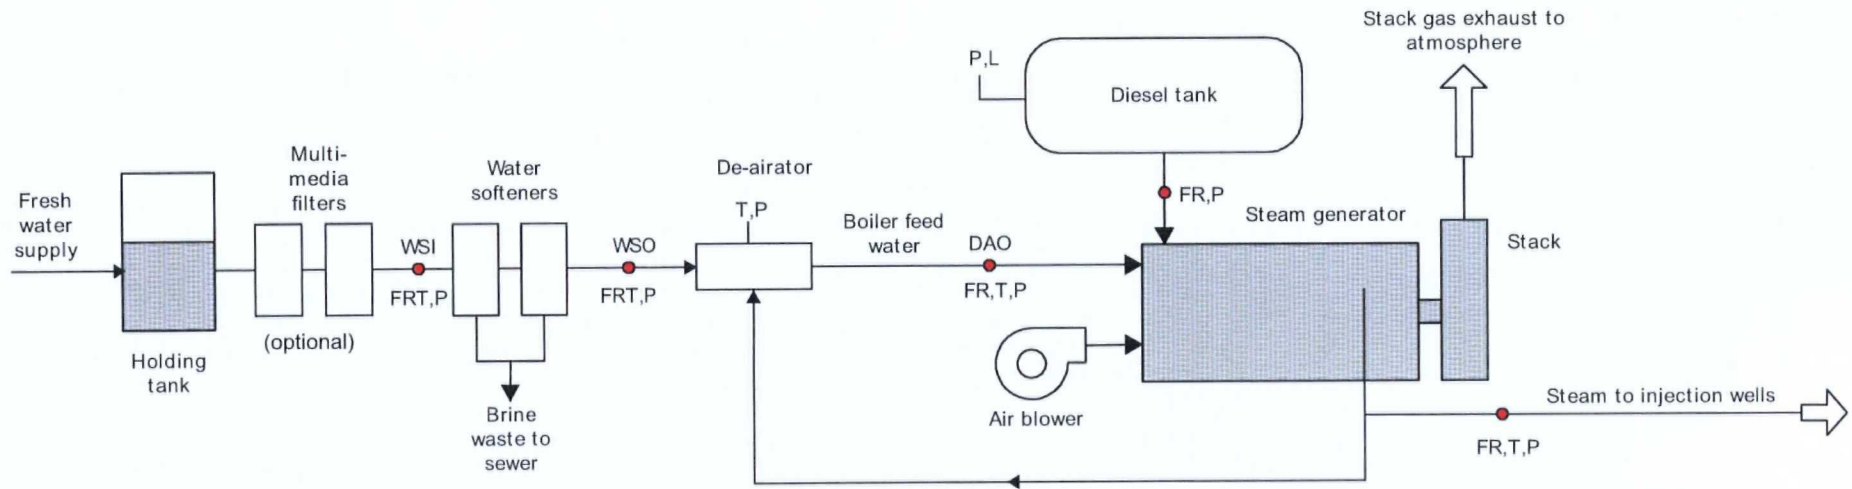 Fresh
water
supply
Holding
tank
Multi-
media
filters
(optional)
WSI
FRT,P
Water
softeners
Brine
waste to
sewer
WSO
FRT,P
De-airator
T,P
Boiler feed
water
DAO
FR,T,P
P,L
Diesel tank
FR,P
Steam generator
Air blower
Stack gas exhaust to
atmosphere
Stack
Steam to injection wells
FR,T,P